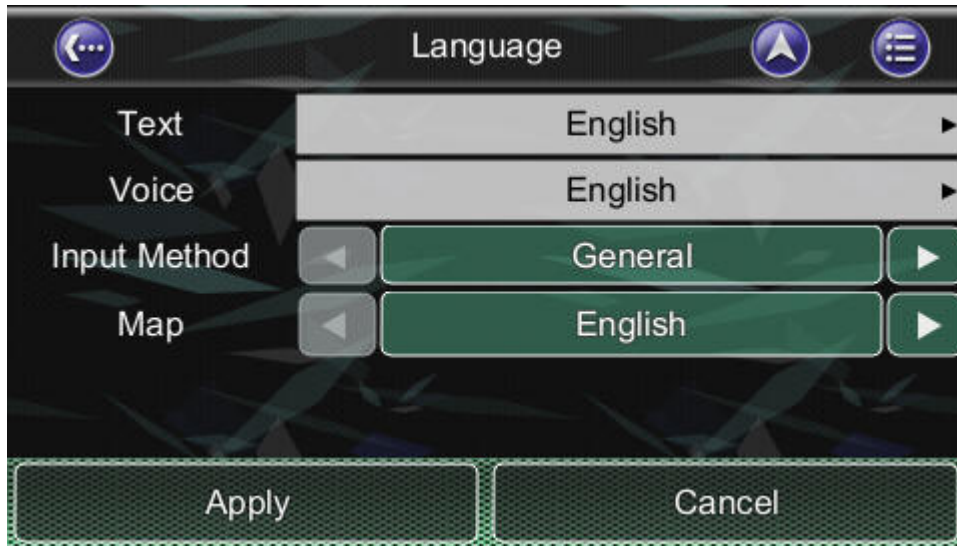 Language
Text English
Voice English
Input Method General
Map English
Apply Cancel